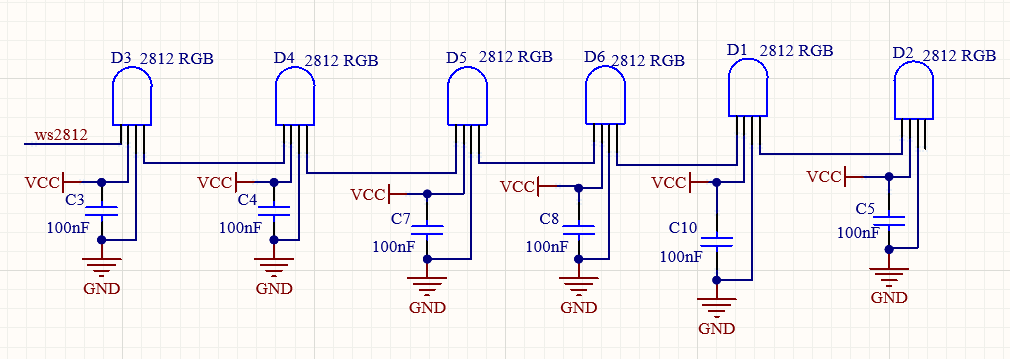 D3 2812 RGB
D4 2812 RGB
D5 2812 RGB
D6 2812 RGB
D1 2812 RGB
D2 2812 RGB
ws2812
VCC
C3
100nF
GND
VCC
C4
100nF
GND
VCC
C7
100nF
GND
VCC
C8
100nF
GND
VCC
C10
100nF
GND
VCC
C5
100nF
GND